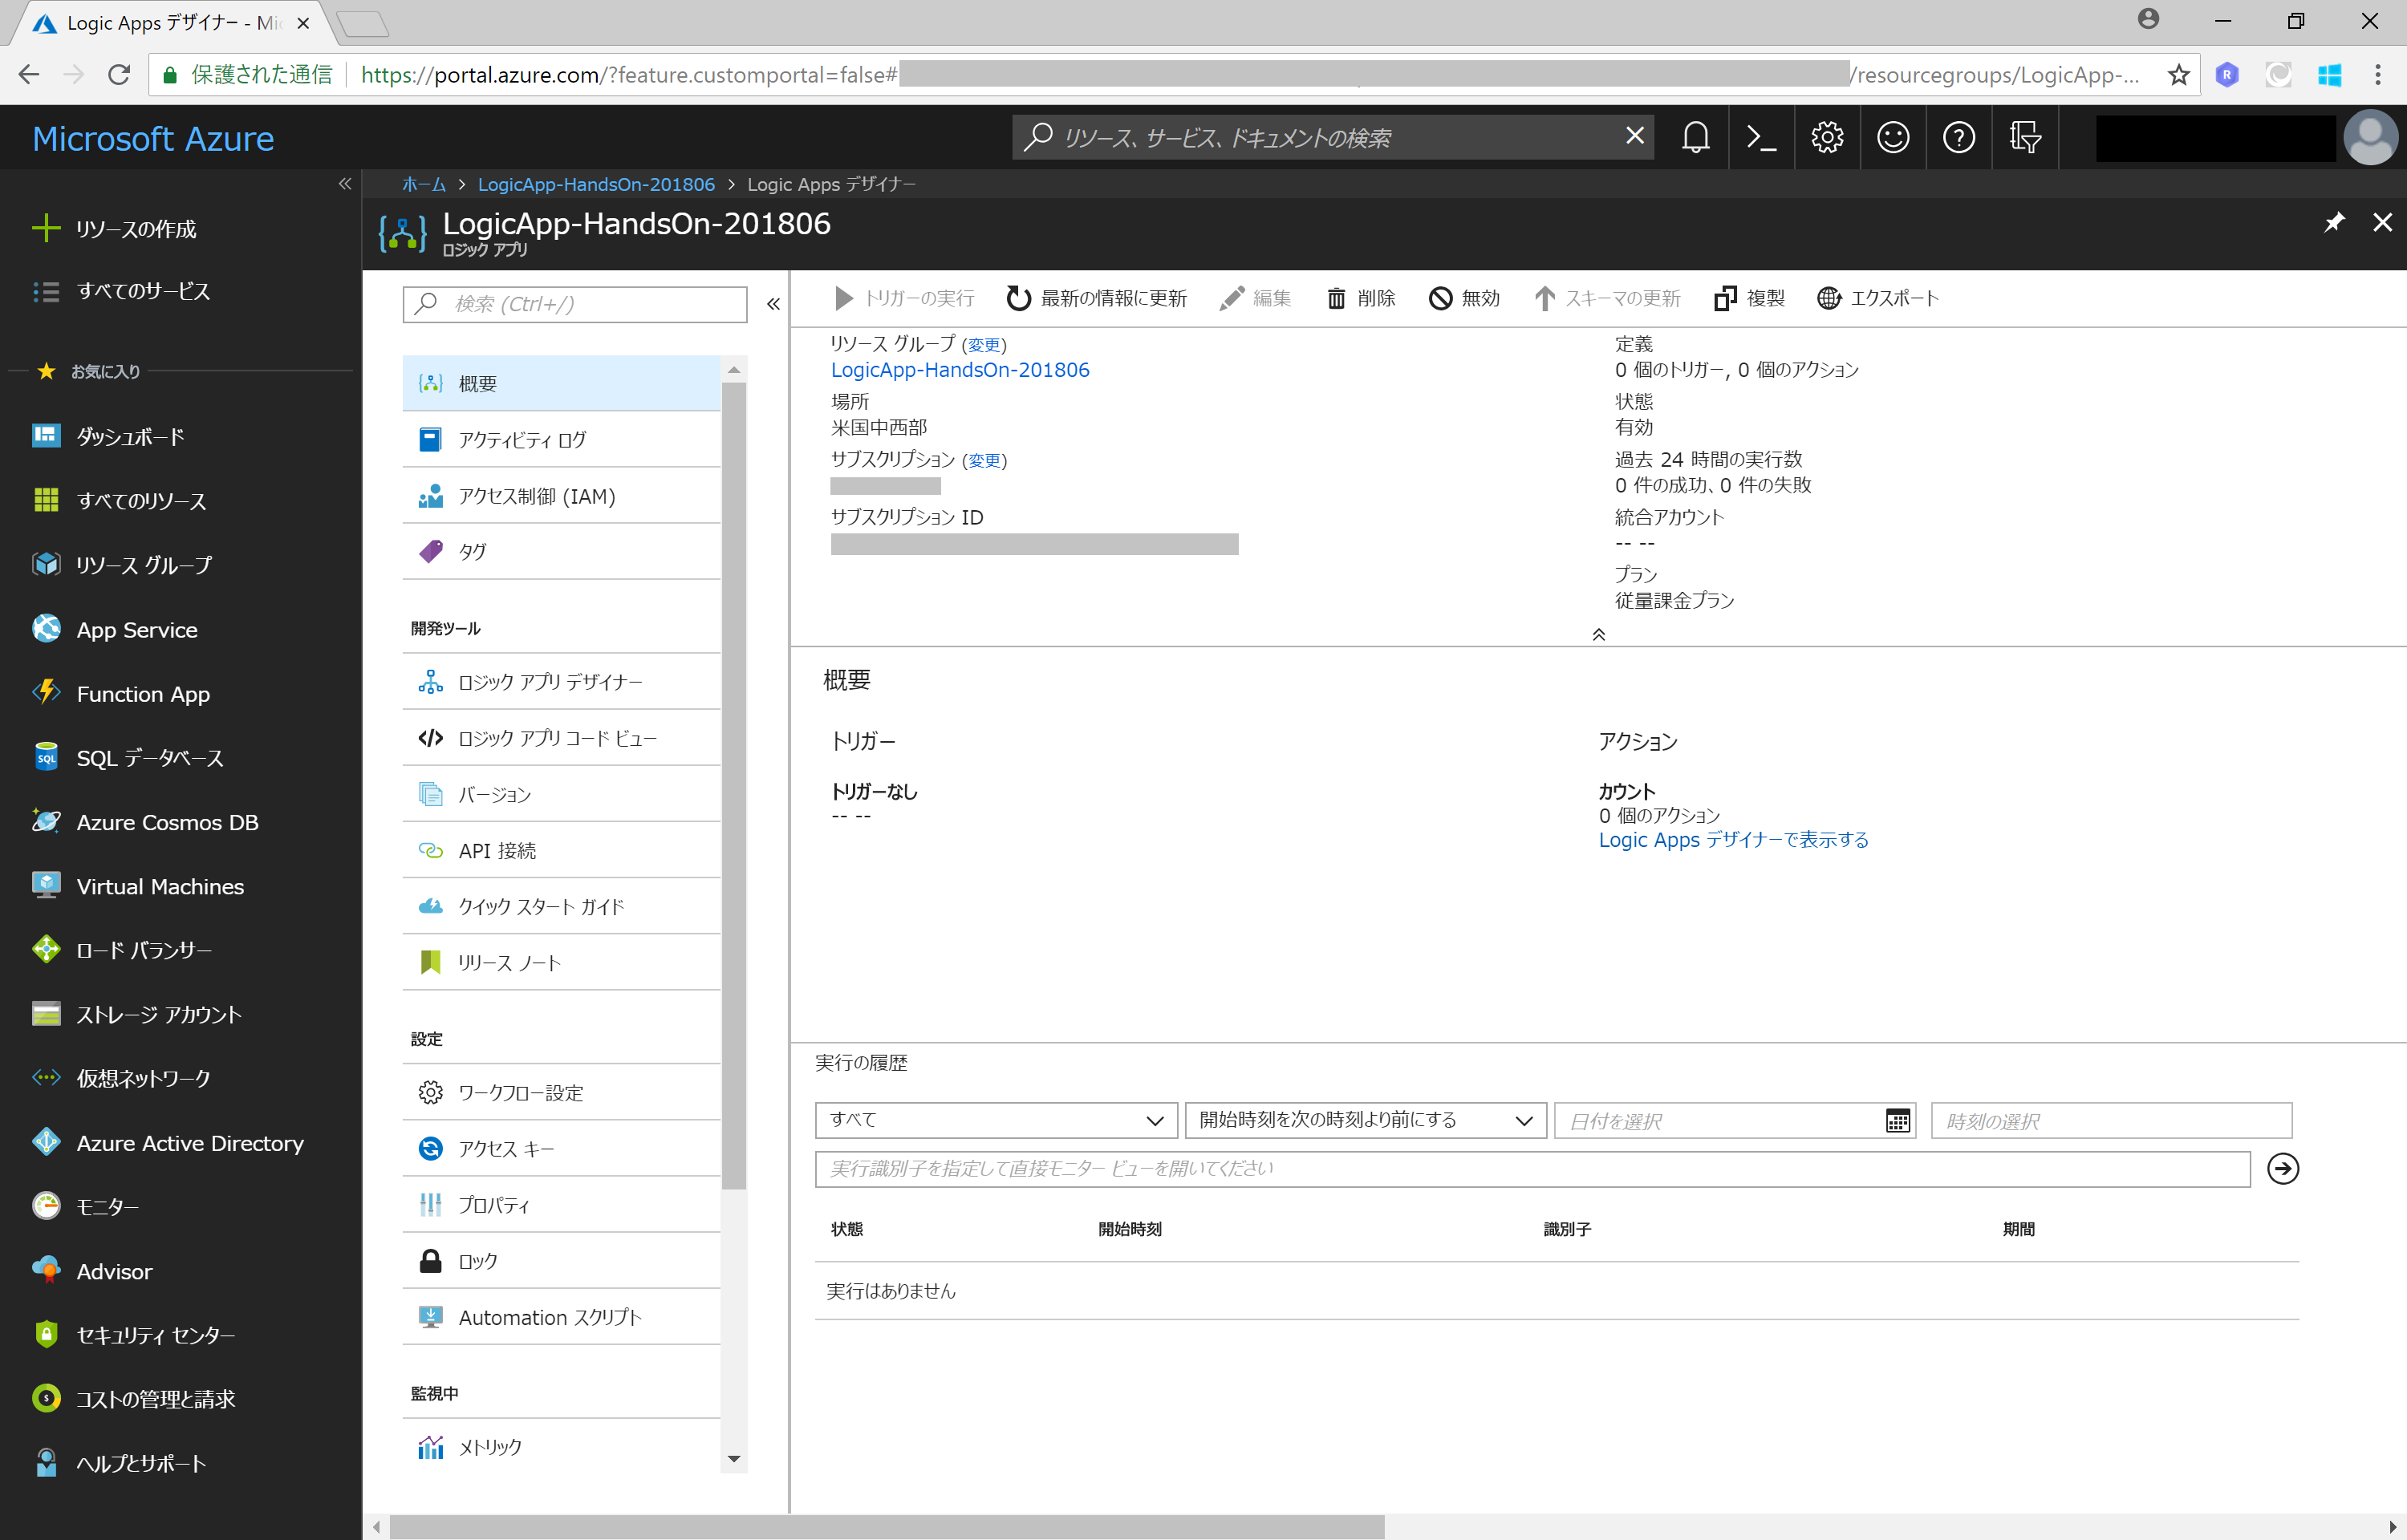 Logic Apps デザイナー - Mi
保護された通信
https://portal.azure.com/?feature.customportal=false#
/resourcegroups/LogicApp-...
Microsoft Azure
リソース、サービス、ドキュメントの検索
リソースの作成
すべてのサービス
お気に入り
ダッシュボード
すべてのリソース
リソース グループ
App Service
Function App
SQL データベース
Azure Cosmos DB
Virtual Machines
ロード バランサー
ストレージ アカウント
仮想ネットワーク
Azure Active Directory
モニター
Advisor
セキュリティ センター
コストの管理と請求
ヘルプとサポート
ホーム > LogicApp-HandsOn-201806 > Logic Apps デザイナー
LogicApp-HandsOn-201806
ロジック アプリ
検索 (Ctrl+/)
概要
アクティビティ ログ
アクセス制御 (IAM)
タグ
開発ツール
ロジック アプリ デザイナー
ロジック アプリ コード ビュー
バージョン
API 接続
クイック スタート ガイド
リリース ノート
設定
ワークフロー設定
アクセス キー
プロパティ
ロック
Automation スクリプト
監視中
メトリック
トリガーの実行
最新の情報に更新
編集
削除
無効
スキーマの更新
複製
エクスポート
リソース グループ (変更)
LogicApp-HandsOn-201806
場所
米国中西部
サブスクリプション (変更)
サブスクリプション ID
定義
0 個のトリガー, 0 個のアクション
状態
有効
過去 24 時間の実行数
0 件の成功、0 件の失敗
統合アカウント
-- --
プラン
従量課金プラン
概要
トリガー
トリガーなし
-- --
アクション
カウント
0 個のアクション
Logic Apps デザイナーで表示する
実行の履歴
すべて
開始時刻を次の時刻より前にする
日付を選択
時刻の選択
実行識別子を指定して直接モニター ビューを開いてください
状態 開始時刻 識別子 期間
実行はありません